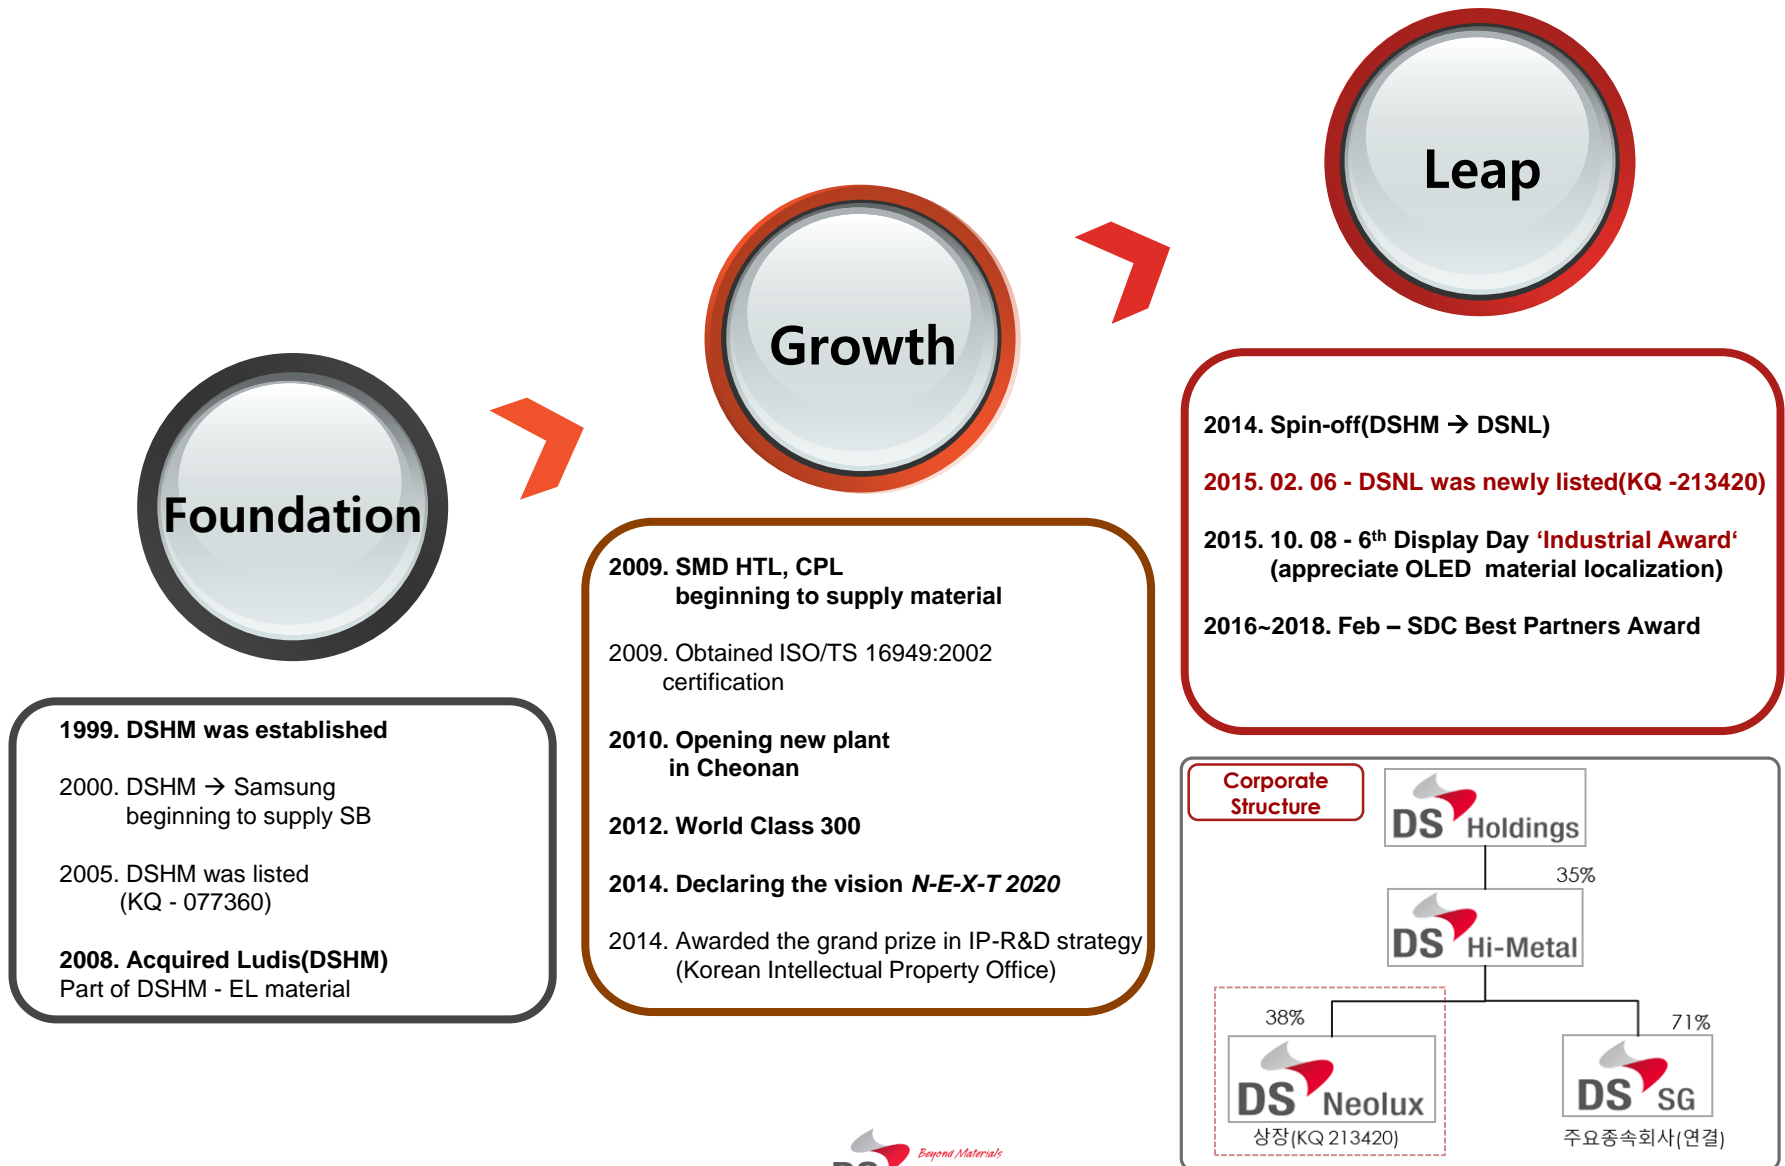 Foundation
1999. DSHM was established
2000. DSHM → Samsung
beginning to supply SB
2005. DSHM was listed
(KQ - 077360)
2008. Acquired Ludis(DSHM)
Part of DSHM - EL material
Growth
2009. SMD HTL, CPL
beginning to supply material
2009. Obtained ISO/TS 16949:2002
certification
2010. Opening new plant
in Cheonan
2012. World Class 300
2014. Declaring the vision N-E-X-T 2020
2014. Awarded the grand prize in IP-R&D strategy
(Korean Intellectual Property Office)
Leap
2014. Spin-off(DSHM → DSNL)
2015. 02. 06 - DSNL was newly listed(KQ -213420)
2015. 10. 08 - 6th Display Day ‘Industrial Award‘
(appreciate OLED material localization)
2016~2018. Feb – SDC Best Partners Award
Corporate
Structure
DS Holdings
35%
DS Hi-Metal
38%
71%
DS Neolux
DS SG
상장(KQ 213420)
주요종속회사(연결)
Beyond Materials
DS